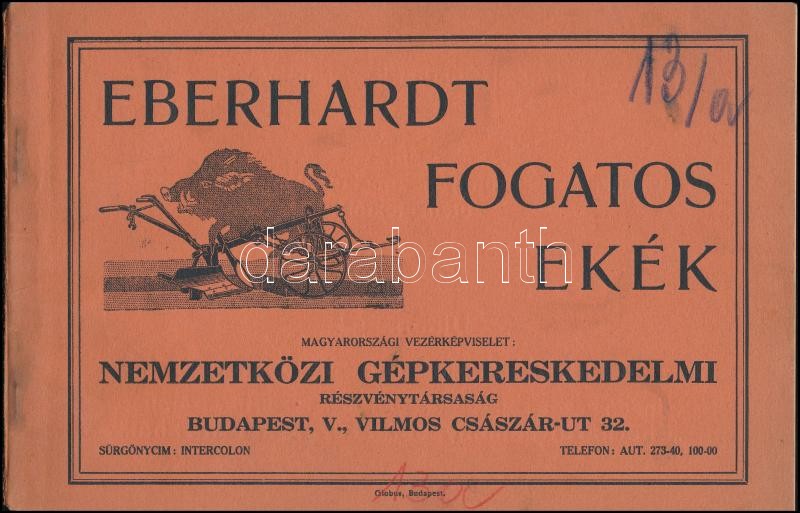 EBERHARDT
FOGATOS
EKÉK
darabanth
MAGYARORSZÁGI VEZÉRKÉPVISELET:
NEMZETKÖZI GÉPKERESKEDELMI
RÉSZVÉNYTÁRSASÁG
BUDAPEST, V., VILMOS CSÁSZÁR-UT 32.
SÜRGÖNYCIM: INTERCOLON
TELEFON: AUT. 273-40, 100-00
Globus, Budapest.